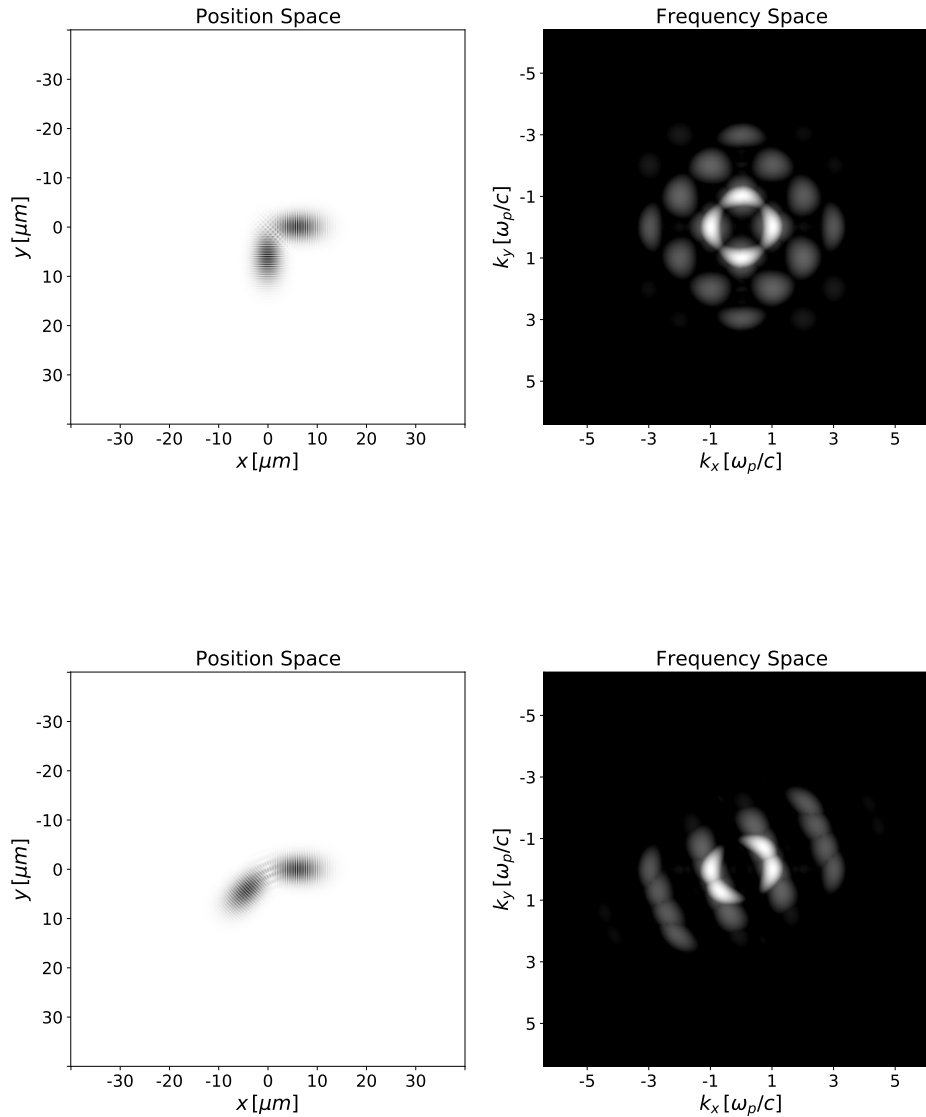 Position Space
Frequency Space
-30
-20
-10
0
10
20
30
y [μm]
-30 -20 -10 0 10 20 30
x [μm]
-5
-3
-1
1
3
5
k_y [ω_p/c]
-5 -3 -1 1 3 5
k_x [ω_p/c]
Position Space
Frequency Space
-30
-20
-10
0
10
20
30
y [μm]
-30 -20 -10 0 10 20 30
x [μm]
-5
-3
-1
1
3
5
k_y [ω_p/c]
-5 -3 -1 1 3 5
k_x [ω_p/c]